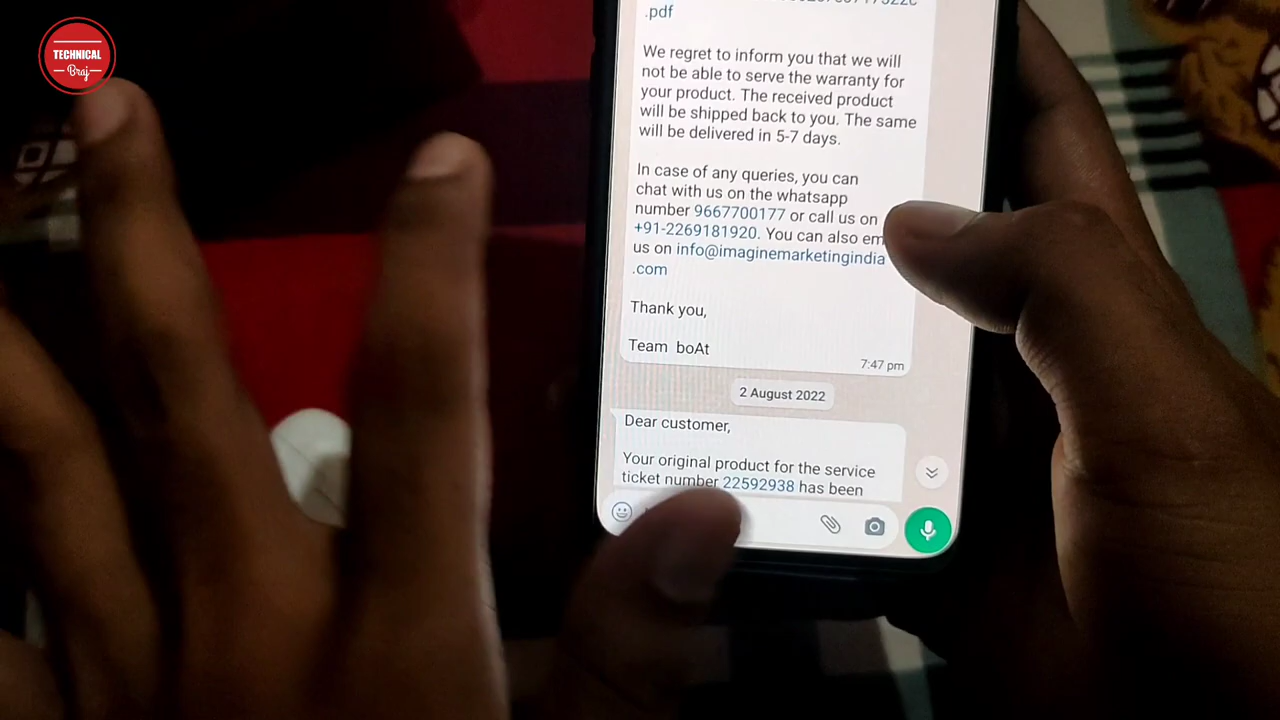 TECHNICAL
Braj
.pdf
We regret to inform you that we will
not be able to serve the warranty for
your product. The received product
will be shipped back to you. The same
will be delivered in 5-7 days.
In case of any queries, you can
chat with us on the whatsapp
number 9667700177 or call us on
+91-2269181920. You can also em
us on info@imaginemarketingindia
.com
Thank you,
Team boAt
7:47 pm
2 August 2022
Dear customer,
Your original product for the service
ticket number 22592938 has been